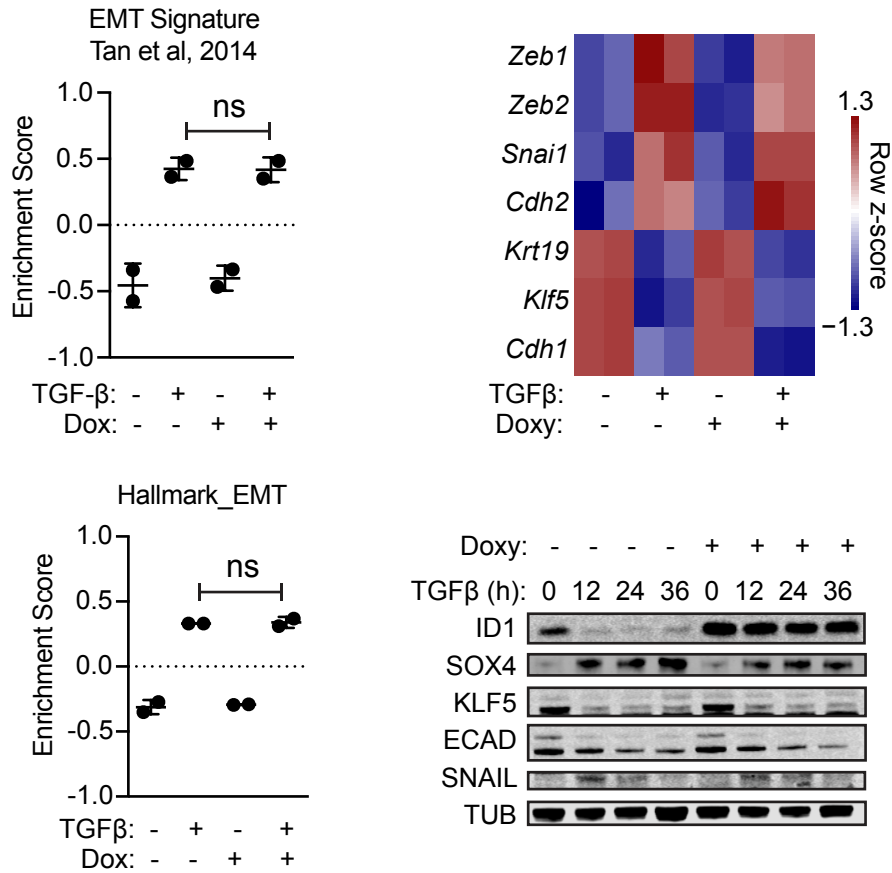 EMT Signature
Tan et al, 2014
Enrichment Score
1.0
0.5
0.0
-0.5
-1.0
ns
TGF-β: - + - +
Dox: - - + +
Zeb1
Zeb2
Snai1
Cdh2
Krt19
Klf5
Cdh1
TGFβ: - + - +
Doxy: - - + +
1.3
Row z-score
−1.3
Hallmark_EMT
Enrichment Score
1.0
0.5
0.0
-0.5
-1.0
ns
TGFβ: - + - +
Dox: - - + +
Doxy: - - - - + + + +
TGFβ (h): 0 12 24 36 0 12 24 36
ID1
SOX4
KLF5
ECAD
SNAIL
TUB